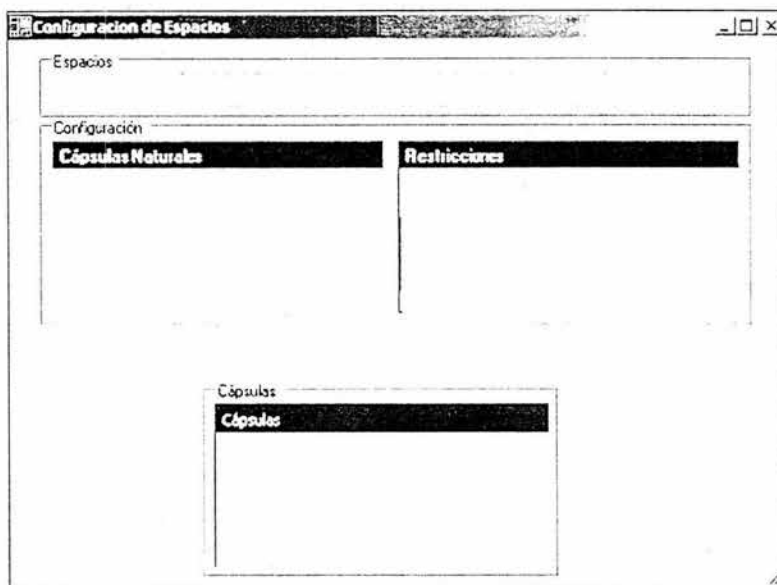 Configuracion de Espacios
Espacios
Configuración
Cápsulas Naturales
Restricciones
Cápsulas
Cápsulas